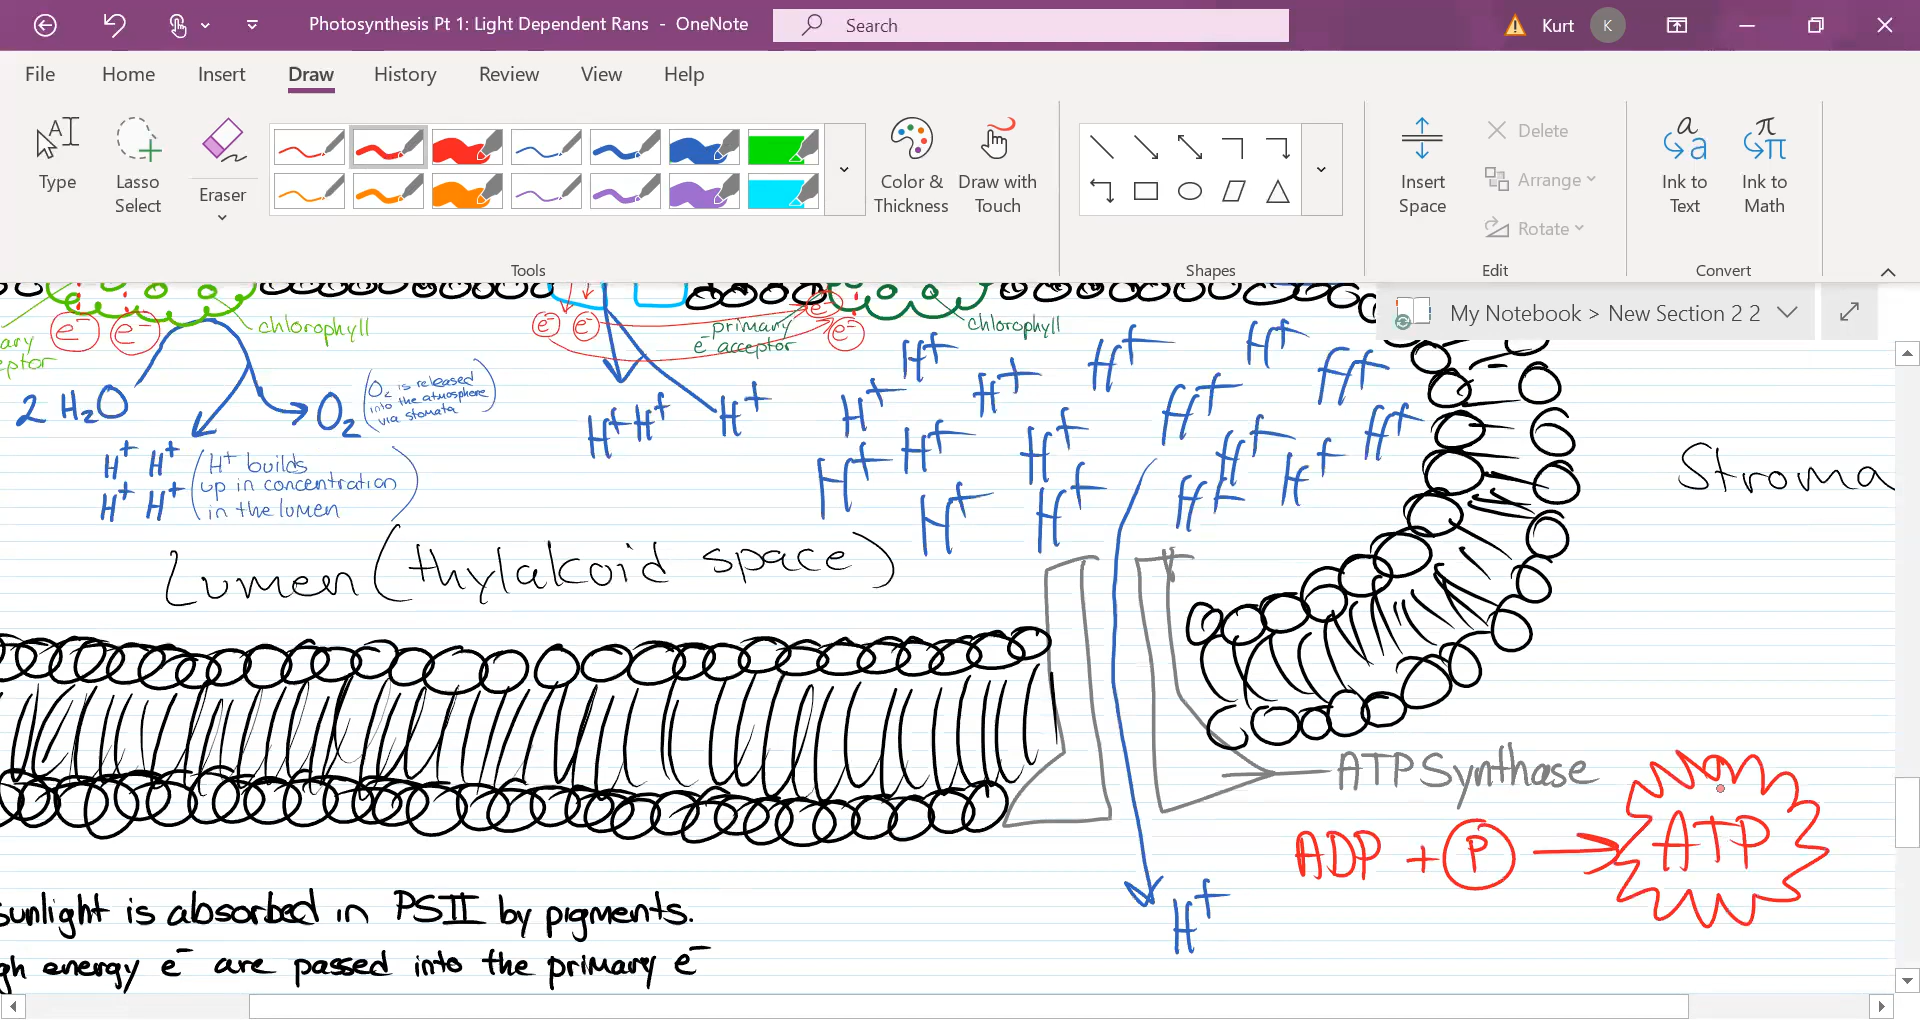 Photosynthesis Pt 1: Light Dependent Rans - OneNote
Search
Kurt
K
File Home Insert Draw History Review View Help
Type
Lasso Select
Eraser
Color & Thickness
Draw with Touch
Insert Space
Delete
Arrange
Rotate
Ink to Text
Ink to Math
Tools
Shapes
Edit
Convert
My Notebook > New Section 2 2
e⁻ e⁻
chlorophyll
e⁻ e⁻
primary
e⁻ acceptor
e⁻
e⁻
chlorophyll
ary
eptor
2 H₂O
O₂
O₂ is released
into the atmosphere
via stomata
H⁺ H⁺
H⁺ H⁺
(H⁺ builds
up in concentration
in the lumen)
H⁺ H⁺ H⁺
H⁺ H⁺ H⁺ H⁺ H⁺
H⁺ H⁺ H⁺
H⁺ H⁺ H⁺ H⁺
H⁺ H⁺ H⁺ H⁺
Stroma
Lumen (thylakoid space)
ATP Synthase
ADP + P → ATP
H⁺
sunlight is absorbed in PSII by pigments.
gh energy e⁻ are passed into the primary e⁻